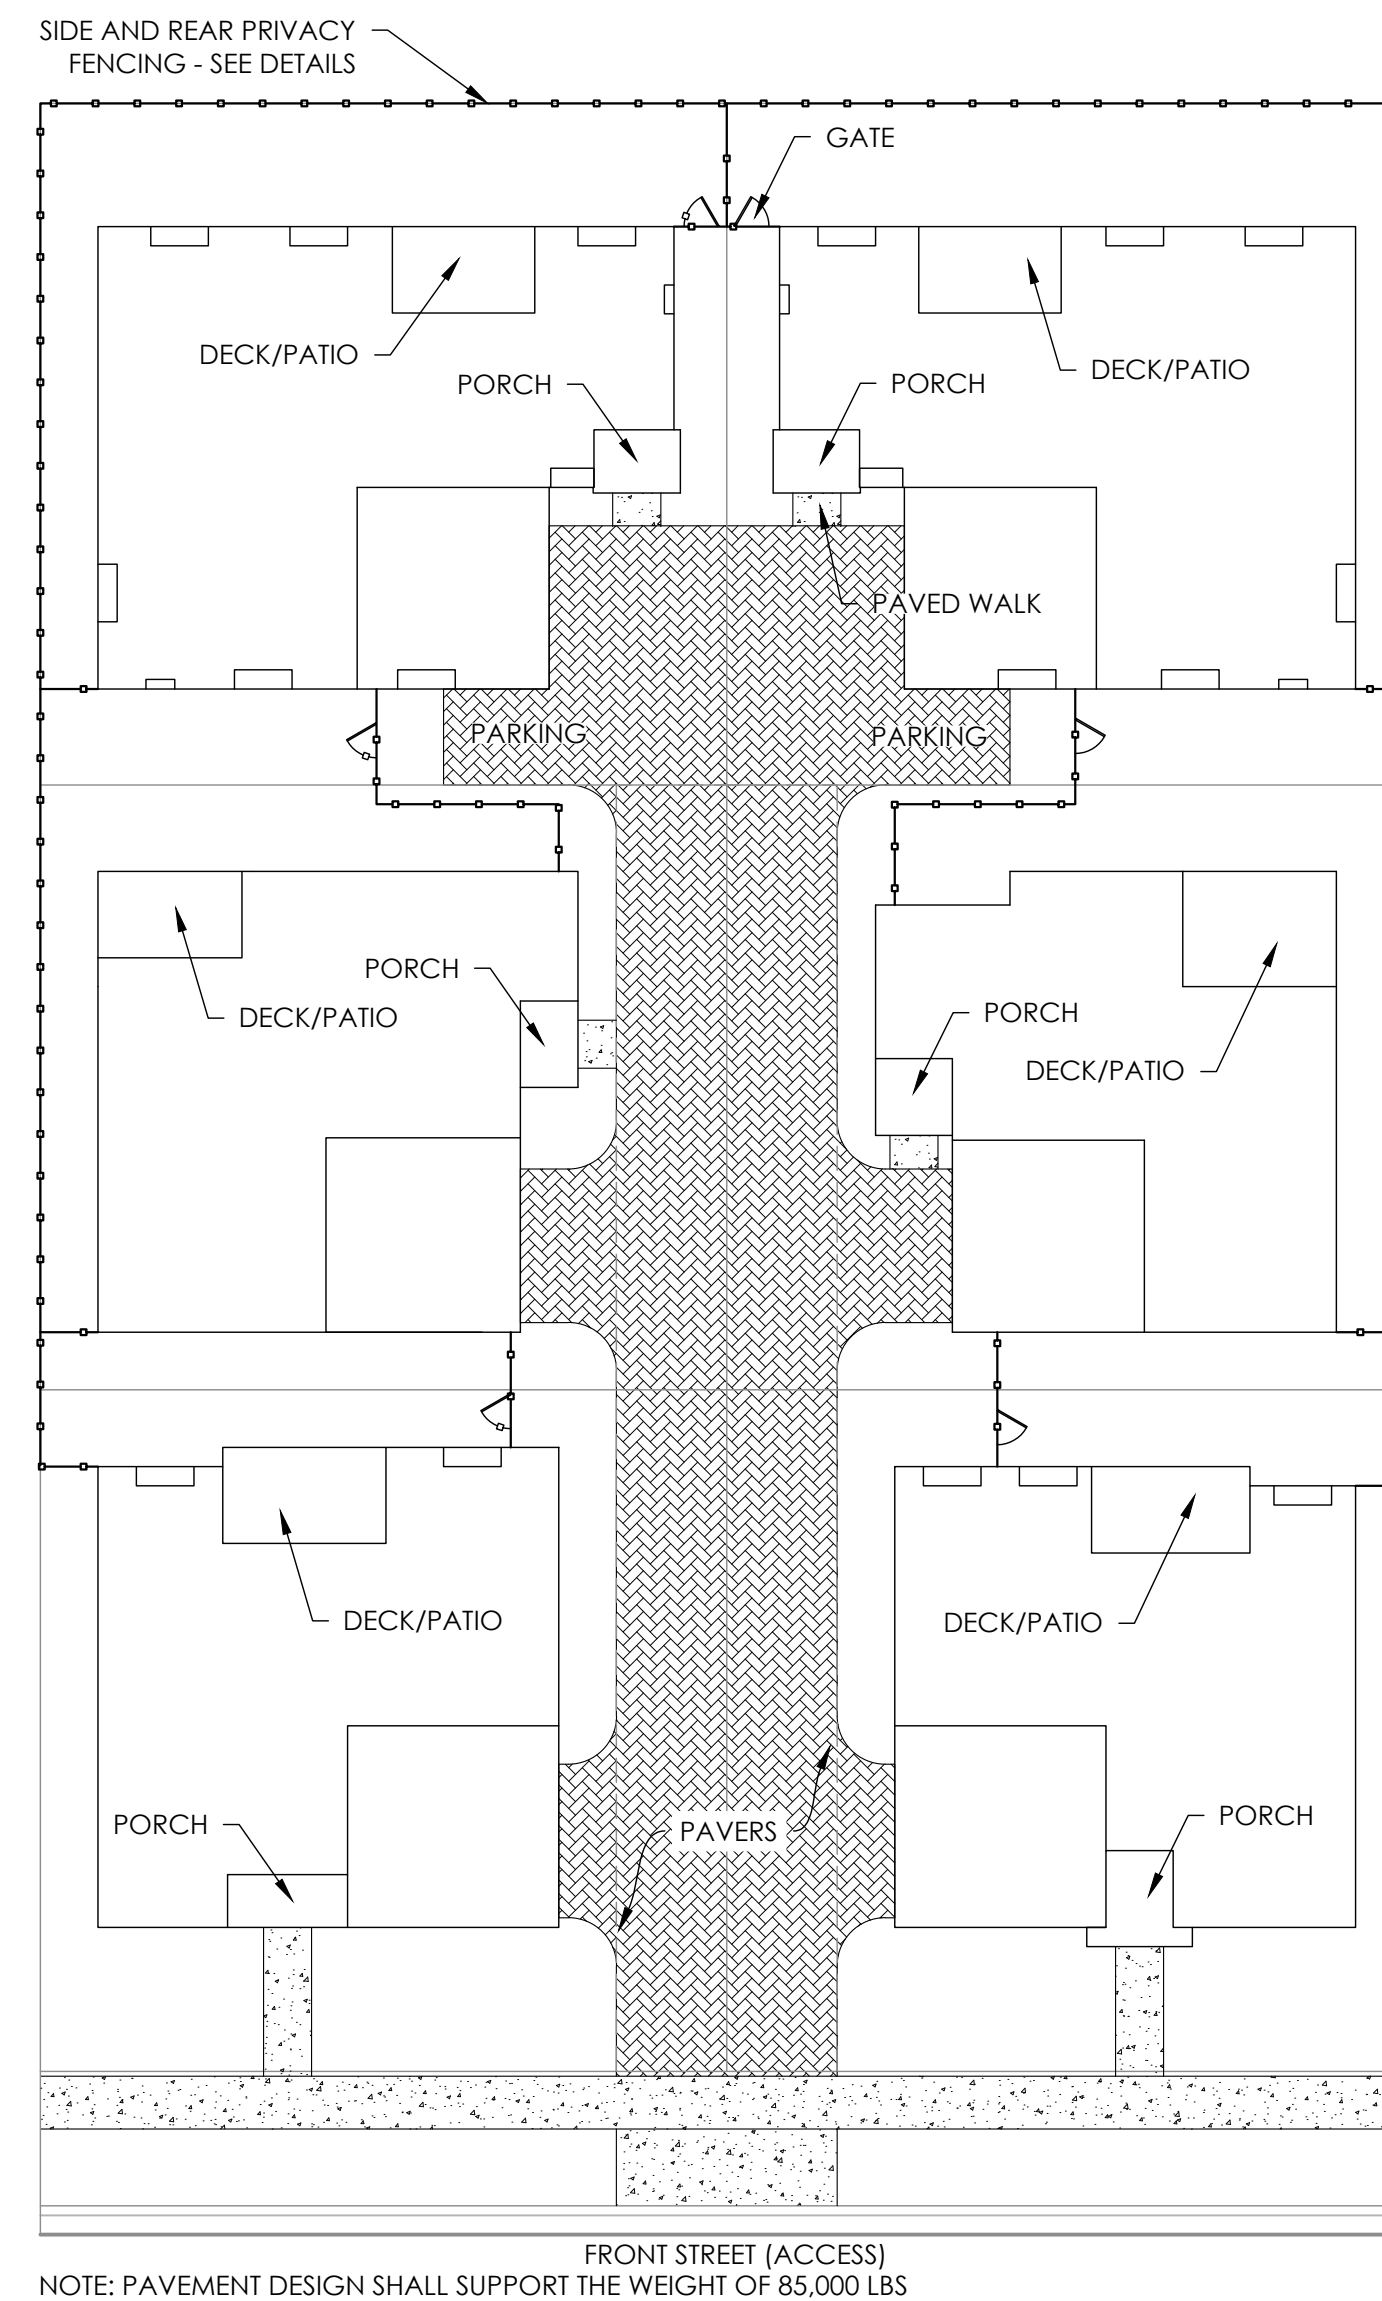 SIDE AND REAR PRIVACY
FENCING - SEE DETAILS
GATE
DECK/PATIO
PORCH
PORCH
DECK/PATIO
PAVED WALK
PARKING
PARKING
PORCH
DECK/PATIO
PORCH
DECK/PATIO
DECK/PATIO
DECK/PATIO
PORCH
PAVERS
PORCH
FRONT STREET (ACCESS)
NOTE: PAVEMENT DESIGN SHALL SUPPORT THE WEIGHT OF 85,000 LBS